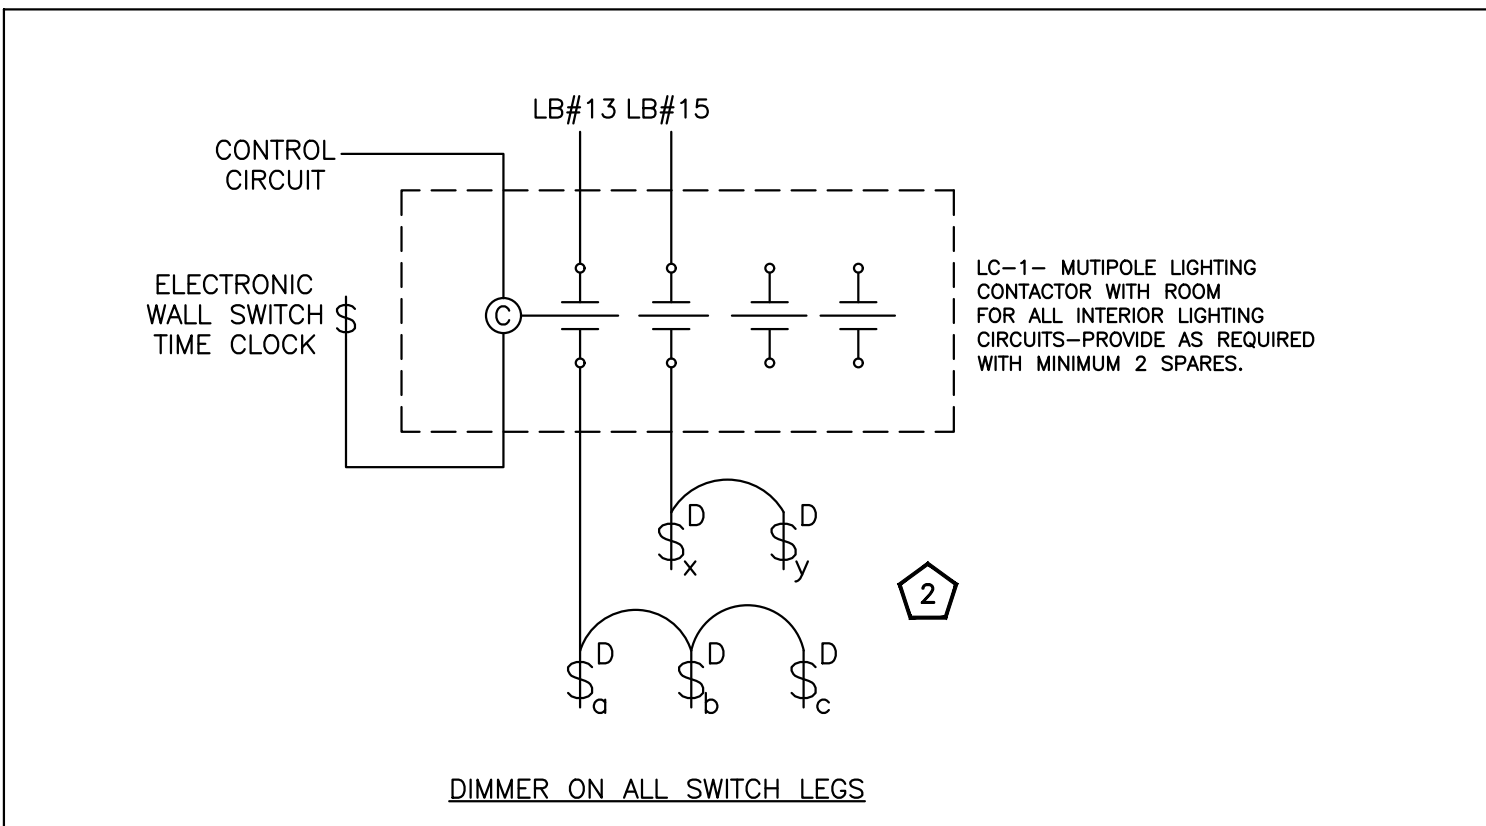 LB#13 LB#15
CONTROL
CIRCUIT
ELECTRONIC
WALL SWITCH $
TIME CLOCK
C
LC-1- MUTIPOLE LIGHTING
CONTACTOR WITH ROOM
FOR ALL INTERIOR LIGHTING
CIRCUITS-PROVIDE AS REQUIRED
WITH MINIMUM 2 SPARES.
$ D x $ D y
2
$ D a $ D b $ D c
DIMMER ON ALL SWITCH LEGS